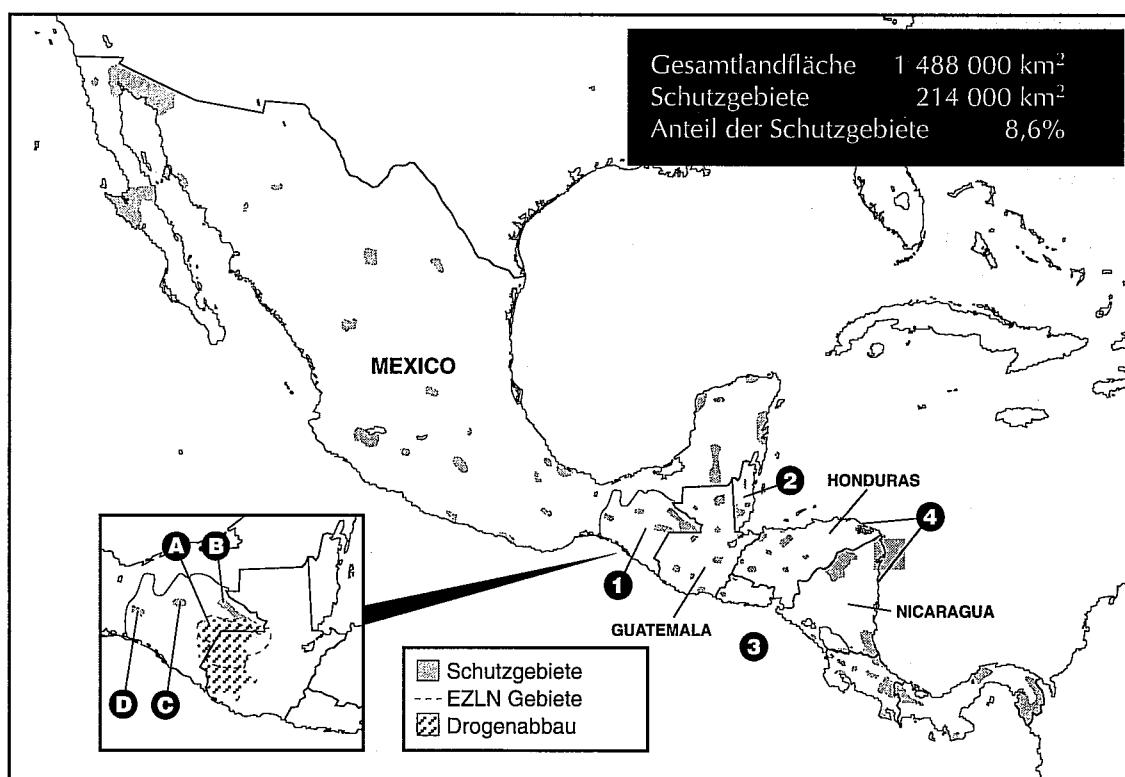 Gesamtlandfläche 1 488 000 km²
Schutzgebiete 214 000 km²
Anteil der Schutzgebiete 8,6%
MEXICO
2
HONDURAS
4
1
GUATEMALA
NICARAGUA
3
A
B
D
C
Schutzgebiete
EZLN Gebiete
Drogenabbau